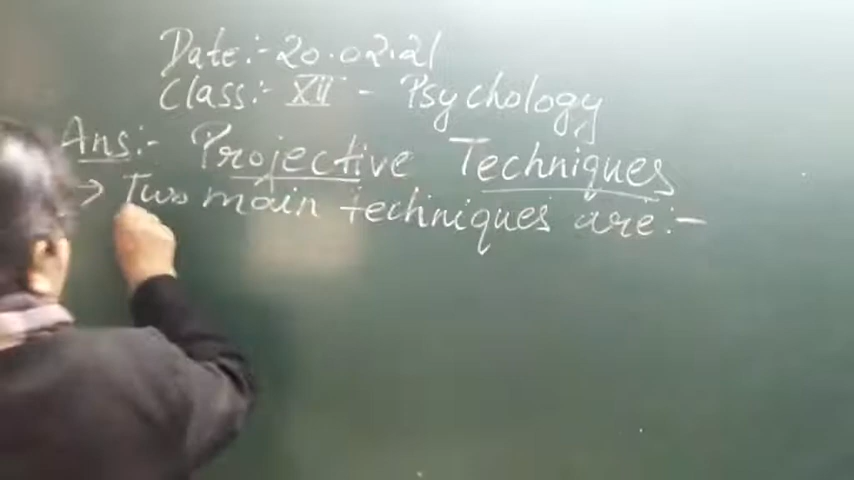 Date:- 20.02.21
Class:- XII - Psychology
Ans:- Projective Techniques
→ Two main techniques are:-